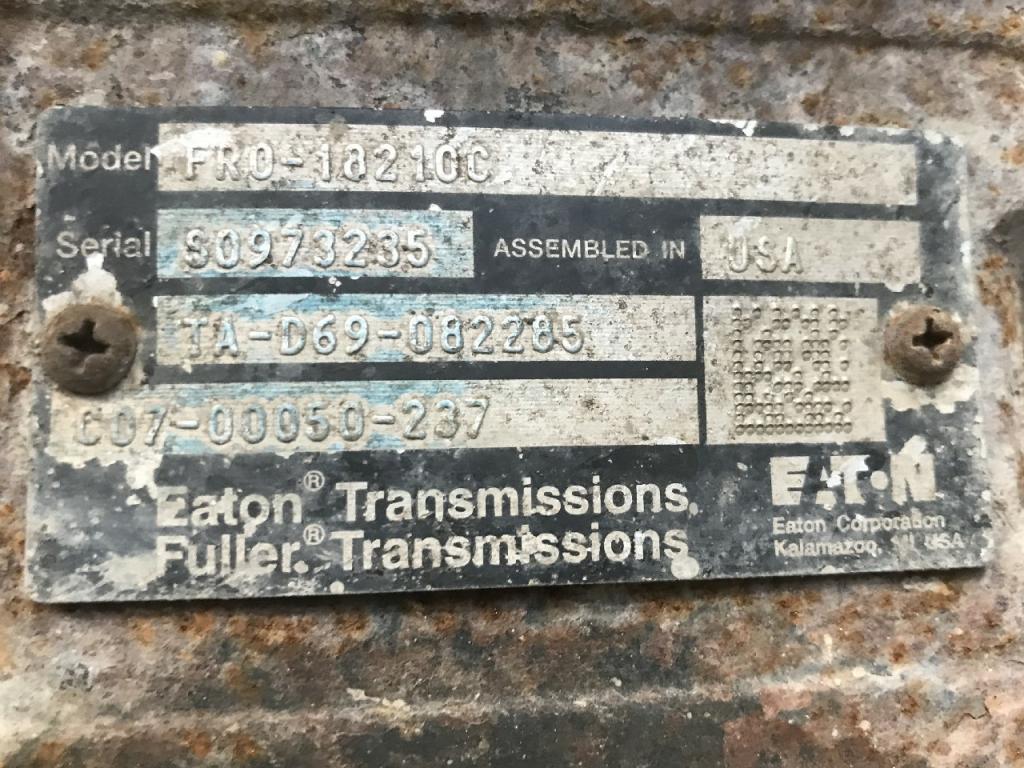 Model FRO-18210C
Serial S0973235 ASSEMBLED IN USA
TA-D69-082285
C07-00050-237
Eaton® Transmissions
Fuller® Transmissions
EATON
Eaton Corporation
Kalamazoo, MI USA